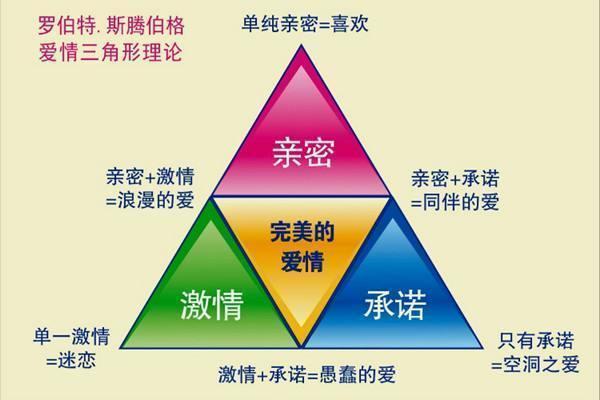 罗伯特.斯腾伯格
爱情三角形理论
单纯亲密=喜欢
亲密
亲密+激情
=浪漫的爱
亲密+承诺
=同伴的爱
完美的
爱情
激情
承诺
单一激情
=迷恋
激情+承诺=愚蠢的爱
只有承诺
=空洞之爱